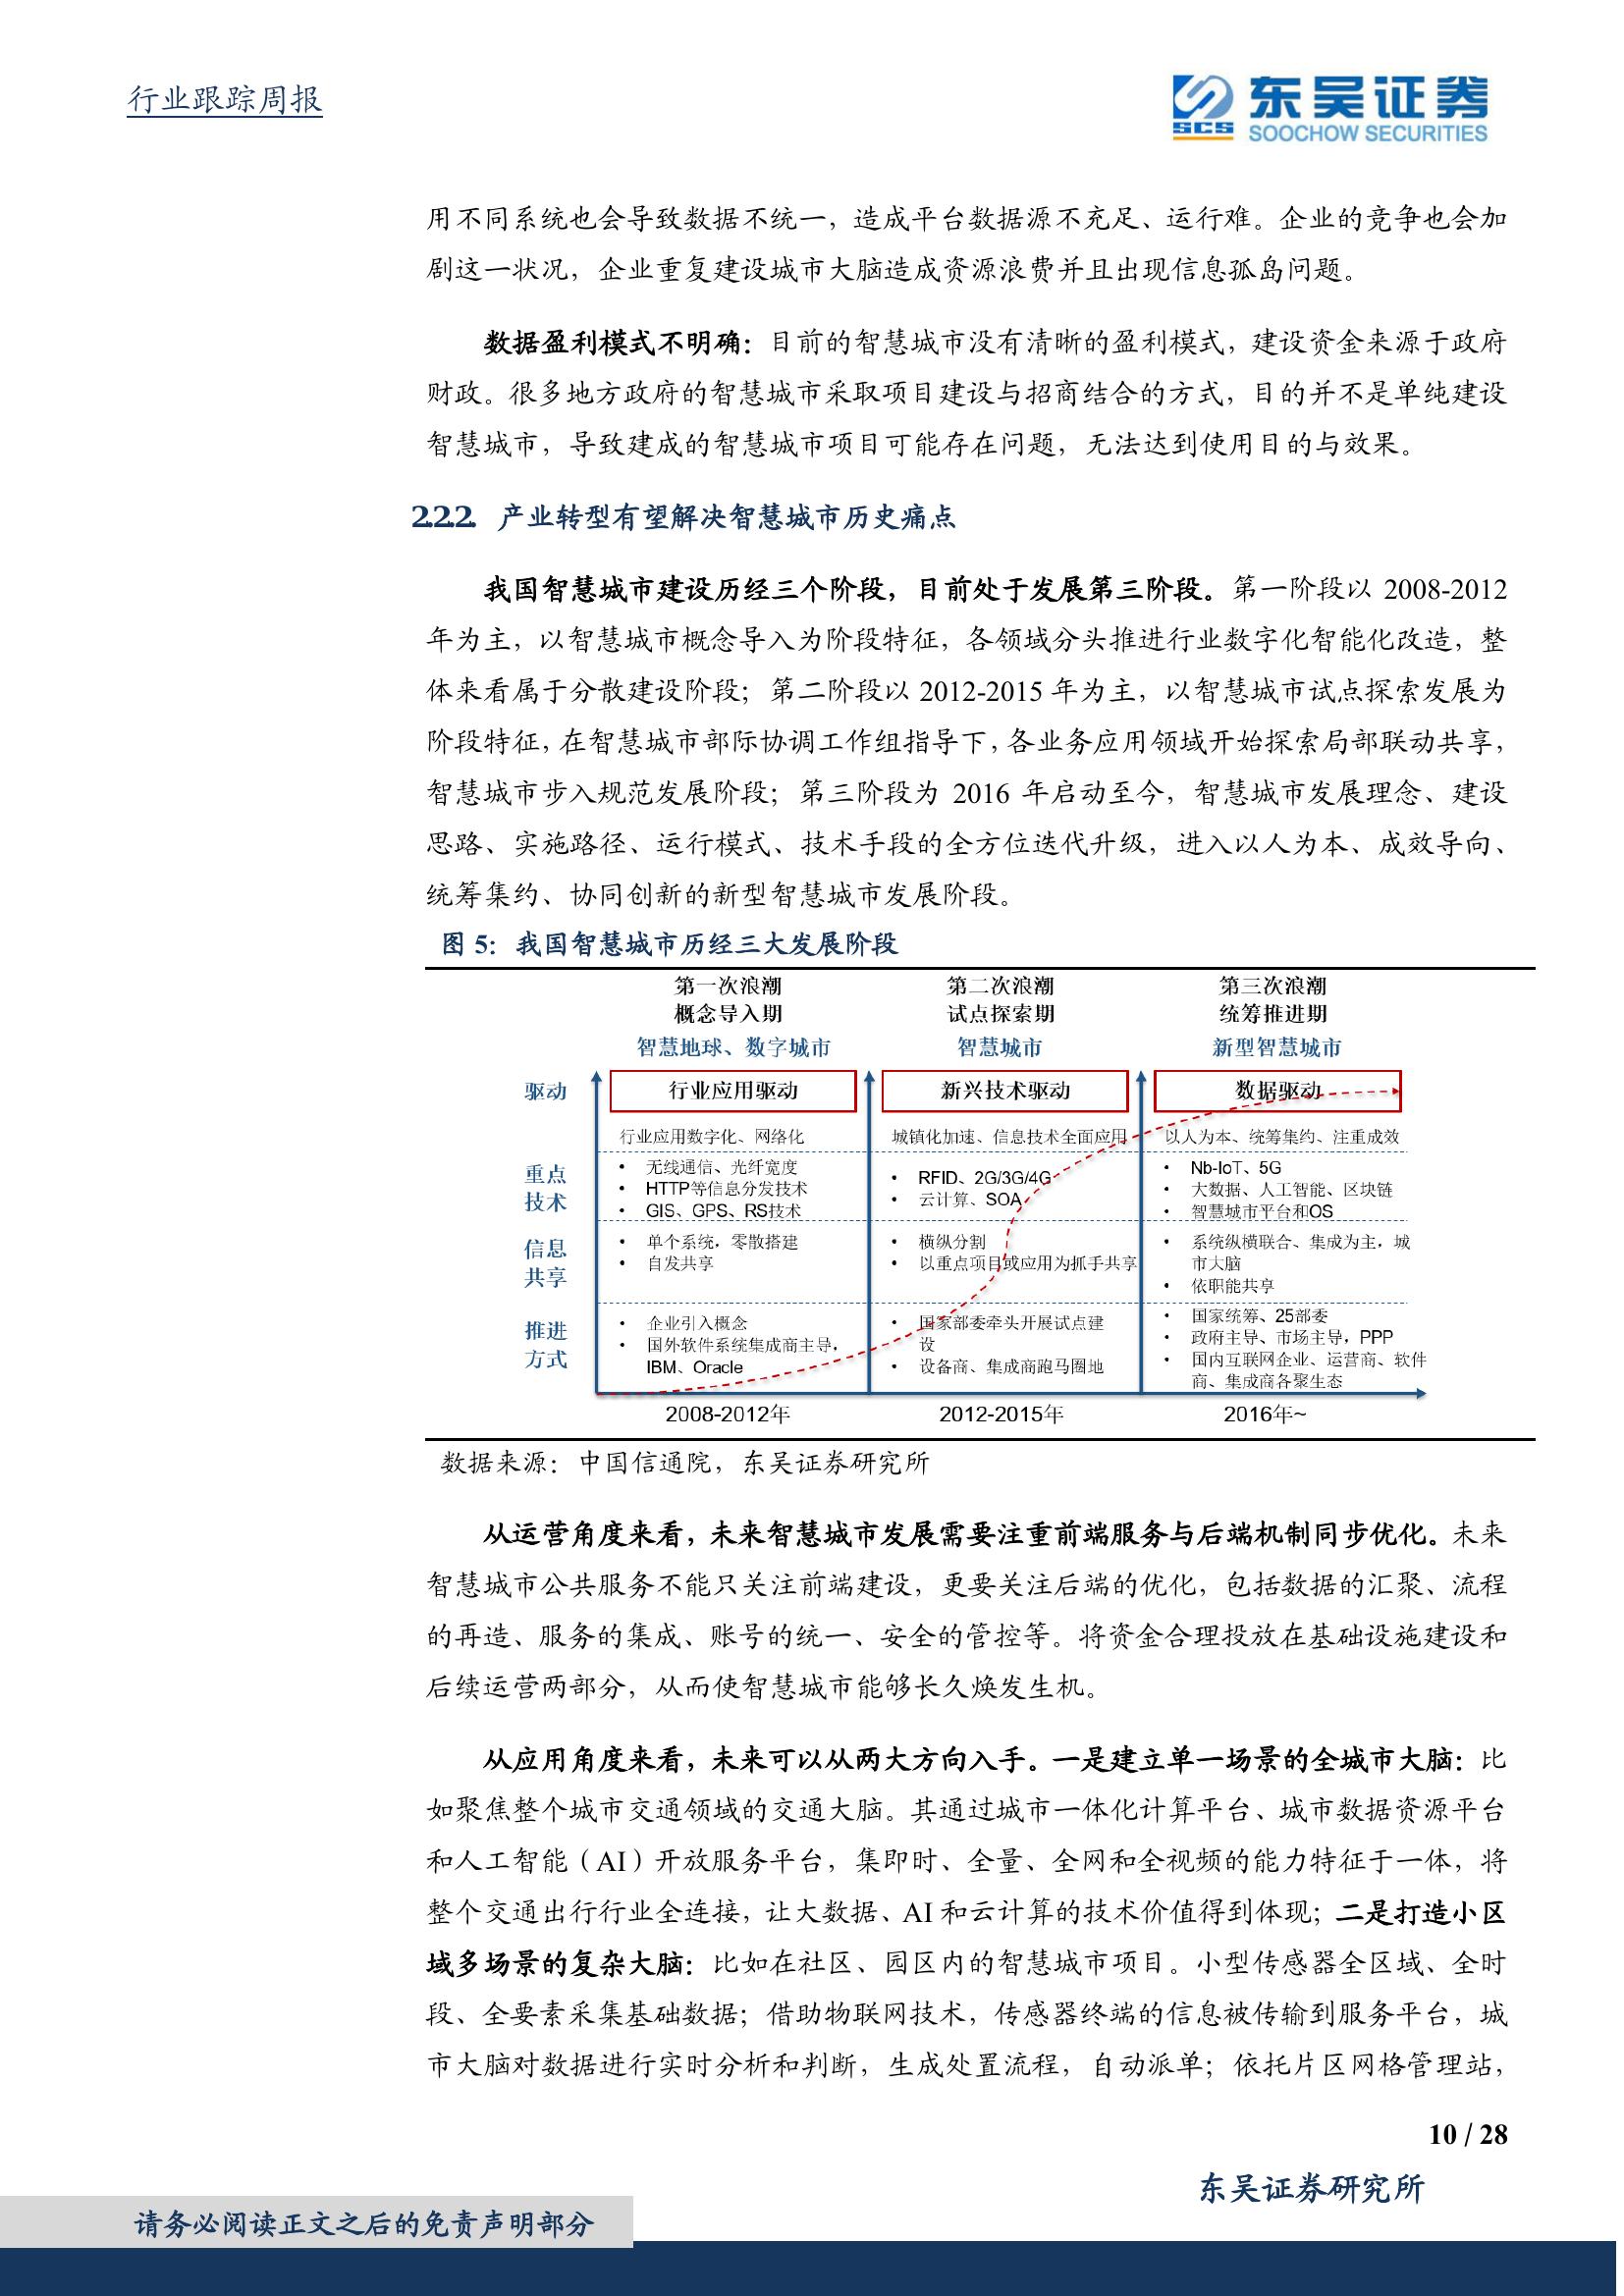 行业跟踪周报
SCS
东吴证券
SOOCHOW SECURITIES
用不同系统也会导致数据不统一，造成平台数据源不充足、运行难。企业的竞争也会加
剧这一状况，企业重复建设城市大脑造成资源浪费并且出现信息孤岛问题。
数据盈利模式不明确：目前的智慧城市没有清晰的盈利模式，建设资金来源于政府
财政。很多地方政府的智慧城市采取项目建设与招商结合的方式，目的并不是单纯建设
智慧城市，导致建成的智慧城市项目可能存在问题，无法达到使用目的与效果。
2.2.2. 产业转型有望解决智慧城市历史痛点
我国智慧城市建设历经三个阶段，目前处于发展第三阶段。第一阶段以 2008-2012
年为主，以智慧城市概念导入为阶段特征，各领域分头推进行业数字化智能化改造，整
体来看属于分散建设阶段；第二阶段以 2012-2015 年为主，以智慧城市试点探索发展为
阶段特征，在智慧城市部际协调工作组指导下，各业务应用领域开始探索局部联动共享，
智慧城市步入规范发展阶段；第三阶段为 2016 年启动至今，智慧城市发展理念、建设
思路、实施路径、运行模式、技术手段的全方位迭代升级，进入以人为本、成效导向、
统筹集约、协同创新的新型智慧城市发展阶段。
图 5：我国智慧城市历经三大发展阶段
第一次浪潮
概念导入期
智慧地球、数字城市
第二次浪潮
试点探索期
智慧城市
第三次浪潮
统筹推进期
新型智慧城市
驱动
行业应用驱动
新兴技术驱动
数据驱动
行业应用数字化、网络化
城镇化加速、信息技术全面应用
以人为本、统筹集约、注重成效
重点
技术
• 无线通信、光纤宽度
• HTTP等信息分发技术
• GIS、GPS、RS技术
• RFID、2G/3G/4G
• 云计算、SOA
• Nb-IoT、5G
• 大数据、人工智能、区块链
• 智慧城市平台和OS
信息
共享
• 单个系统，零散搭建
• 自发共享
• 横纵分割
• 以重点项目或应用为抓手共享
• 系统纵横联合、集成为主，城
市大脑
• 依职能共享
推进
方式
• 企业引入概念
• 国外软件系统集成商主导，
IBM、Oracle
• 国家部委牵头开展试点建
设
• 设备商、集成商跑马圈地
• 国家统筹、25部委
• 政府主导、市场主导，PPP
• 国内互联网企业、运营商、软件
商、集成商各聚生态
2008-2012年
2012-2015年
2016年~
数据来源：中国信通院，东吴证券研究所
从运营角度来看，未来智慧城市发展需要注重前端服务与后端机制同步优化。未来
智慧城市公共服务不能只关注前端建设，更要关注后端的优化，包括数据的汇聚、流程
的再造、服务的集成、账号的统一、安全的管控等。将资金合理投放在基础设施建设和
后续运营两部分，从而使智慧城市能够长久焕发生机。
从应用角度来看，未来可以从两大方向入手。一是建立单一场景的全城市大脑：比
如聚焦整个城市交通领域的交通大脑。其通过城市一体化计算平台、城市数据资源平台
和人工智能（AI）开放服务平台，集即时、全量、全网和全视频的能力特征于一体，将
整个交通出行行业全连接，让大数据、AI 和云计算的技术价值得到体现；二是打造小区
域多场景的复杂大脑：比如在社区、园区内的智慧城市项目。小型传感器全区域、全时
段、全要素采集基础数据；借助物联网技术，传感器终端的信息被传输到服务平台，城
市大脑对数据进行实时分析和判断，生成处置流程，自动派单；依托片区网格管理站，
10 / 28
东吴证券研究所
请务必阅读正文之后的免责声明部分